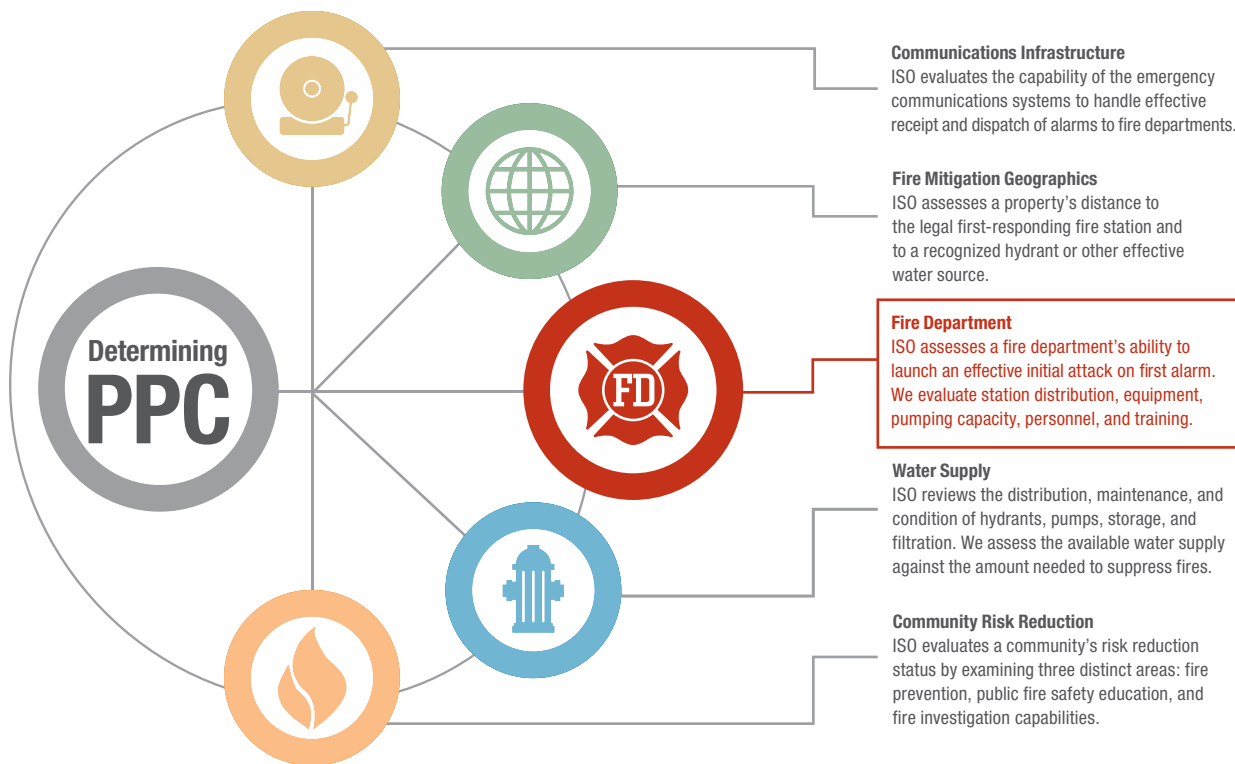 Determining
PPC
Communications Infrastructure
ISO evaluates the capability of the emergency
communications systems to handle effective
receipt and dispatch of alarms to fire departments.
Fire Mitigation Geographics
ISO assesses a property’s distance to
the legal first-responding fire station and
to a recognized hydrant or other effective
water source.
FD
Fire Department
ISO assesses a fire department’s ability to
launch an effective initial attack on first alarm.
We evaluate station distribution, equipment,
pumping capacity, personnel, and training.
Water Supply
ISO reviews the distribution, maintenance, and
condition of hydrants, pumps, storage, and
filtration. We assess the available water supply
against the amount needed to suppress fires.
Community Risk Reduction
ISO evaluates a community’s risk reduction
status by examining three distinct areas: fire
prevention, public fire safety education, and
fire investigation capabilities.